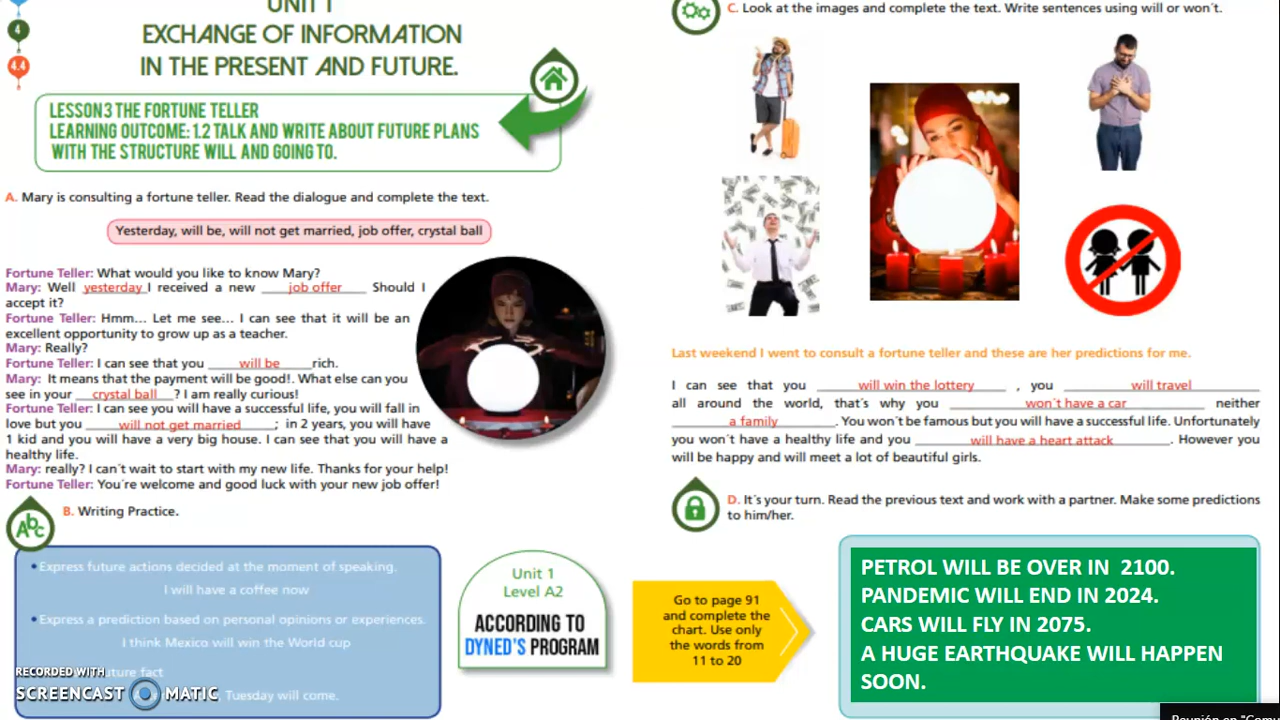 UNIT 1
EXCHANGE OF INFORMATION
IN THE PRESENT AND FUTURE.
4
4.4
LESSON 3 THE FORTUNE TELLER
LEARNING OUTCOME: 1.2 TALK AND WRITE ABOUT FUTURE PLANS
WITH THE STRUCTURE WILL AND GOING TO.
A. Mary is consulting a fortune teller. Read the dialogue and complete the text.
Yesterday, will be, will not get married, job offer, crystal ball
Fortune Teller: What would you like to know Mary?
Mary: Well yesterday I received a new job offer Should I
accept it?
Fortune Teller: Hmm... Let me see... I can see that it will be an
excellent opportunity to grow up as a teacher.
Mary: Really?
Fortune Teller: I can see that you will be rich.
Mary: It means that the payment will be good!. What else can you
see in your crystal ball ? I am really curious!
Fortune Teller: I can see you will have a successful life, you will fall in
love but you will not get married ; in 2 years, you will have
1 kid and you will have a very big house. I can see that you will have a
healthy life.
Mary: really? I can´t wait to start with my new life. Thanks for your help!
Fortune Teller: You´re welcome and good luck with your new job offer!
Abc
B. Writing Practice.
•Express future actions decided at the moment of speaking.
I will have a coffee now
•Express a prediction based on personal opinions or experiences.
I think Mexico will win the World cup
future fact
Tuesday will come.
RECORDED WITH
SCREENCAST MATIC
Unit 1
Level A2
ACCORDING TO
DYNED'S PROGRAM
C. Look at the images and complete the text. Write sentences using will or won´t.
Last weekend I went to consult a fortune teller and these are her predictions for me.
I can see that you will win the lottery , you will travel
all around the world, that´s why you won´t have a car neither
a family . You won´t be famous but you will have a successful life. Unfortunately
you won´t have a healthy life and you will have a heart attack . However you
will be happy and will meet a lot of beautiful girls.
D. It´s your turn. Read the previous text and work with a partner. Make some predictions
to him/her.
Go to page 91
and complete the
chart. Use only
the words from
11 to 20
PETROL WILL BE OVER IN 2100.
PANDEMIC WILL END IN 2024.
CARS WILL FLY IN 2075.
A HUGE EARTHQUAKE WILL HAPPEN
SOON.